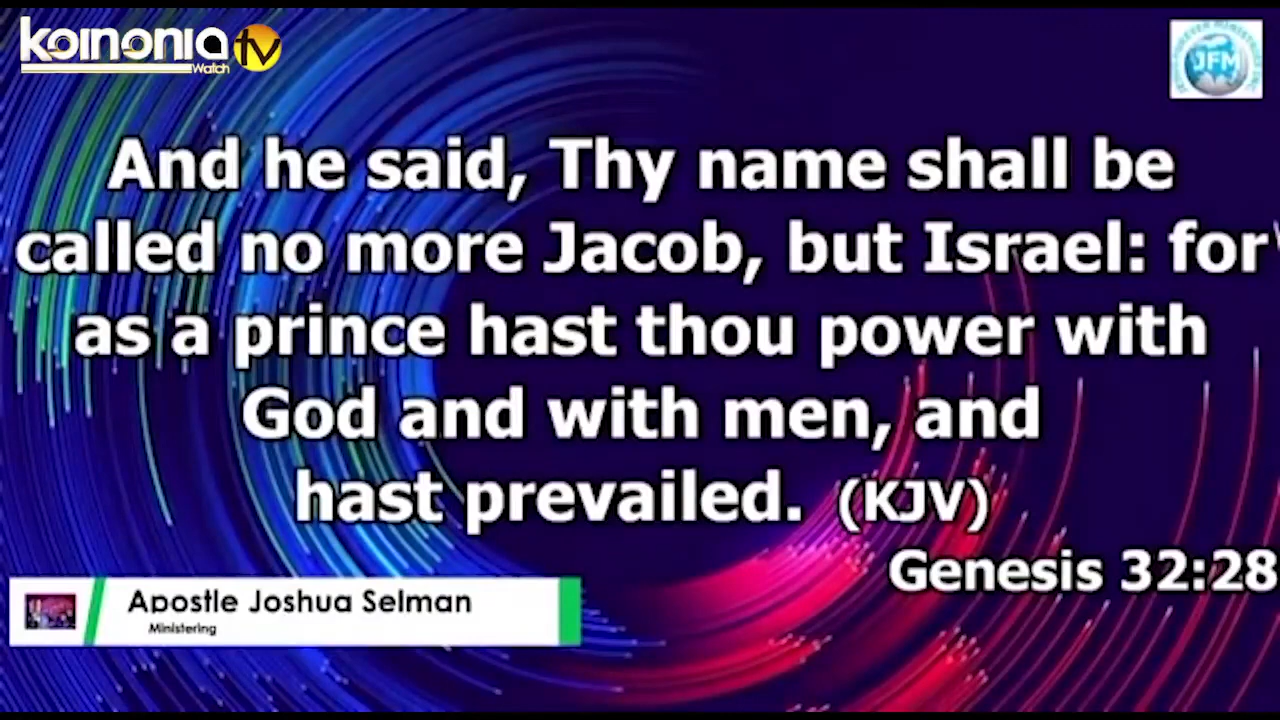 koinonia tv
Watch
JFM
And he said, Thy name shall be
called no more Jacob, but Israel: for
as a prince hast thou power with
God and with men, and
hast prevailed. (KJV)
Genesis 32:28
Apostle Joshua Selman
Ministering